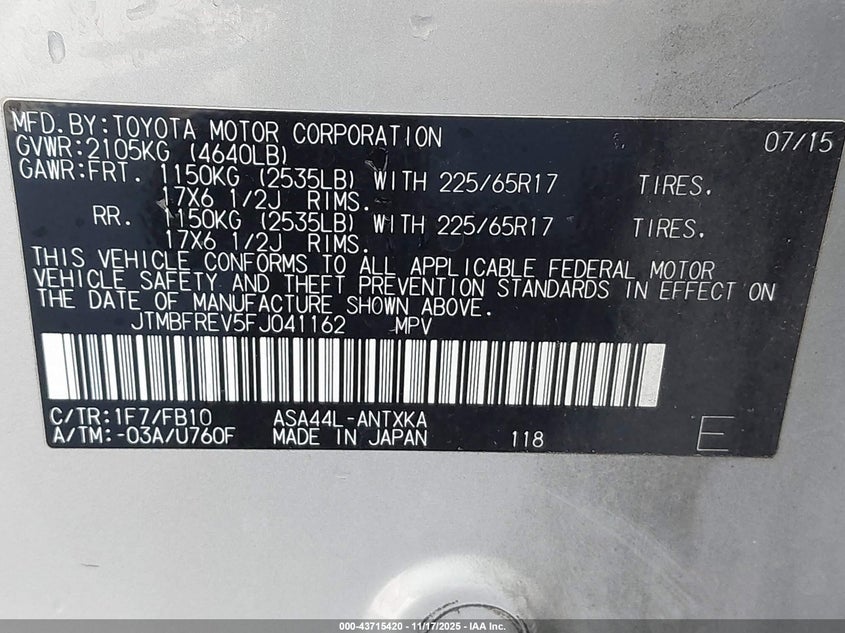 MFD.BY:TOYOTA MOTOR CORPORATION 07/15
GVWR:2105KG (4640LB)
GAWR:FRT. 1150KG (2535LB) WITH 225/65R17 TIRES.
17X6 1/2J RIMS.
RR. 1150KG (2535LB) WITH 225/65R17 TIRES.
17X6 1/2J RIMS.
THIS VEHICLE CONFORMS TO ALL APPLICABLE FEDERAL MOTOR
VEHICLE SAFETY AND THEFT PREVENTION STANDARDS IN EFFECT ON
THE DATE OF MANUFACTURE SHOWN ABOVE.
JTMBFREV5FJ041162 MPV
C/TR:1F7/FB10 ASA44L-ANTXKA
A/TM:-03A/U760F MADE IN JAPAN 118 E
000-43715420 - 11/17/2025 - IAA Inc.